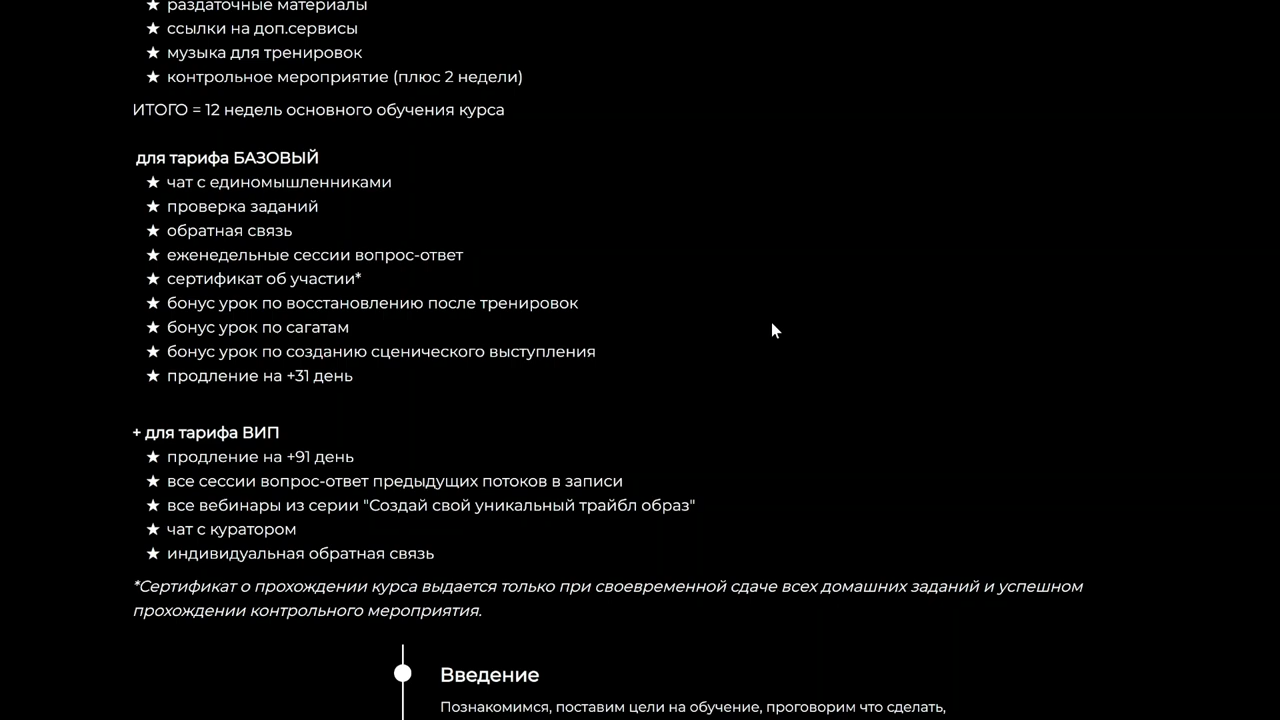 ★ раздаточные материалы
★ ссылки на доп.сервисы
★ музыка для тренировок
★ контрольное мероприятие (плюс 2 недели)
ИТОГО = 12 недель основного обучения курса
для тарифа БАЗОВЫЙ
★ чат с единомышленниками
★ проверка заданий
★ обратная связь
★ еженедельные сессии вопрос-ответ
★ сертификат об участии*
★ бонус урок по восстановлению после тренировок
★ бонус урок по сагатам
★ бонус урок по созданию сценического выступления
★ продление на +31 день
+ для тарифа ВИП
★ продление на +91 день
★ все сессии вопрос-ответ предыдущих потоков в записи
★ все вебинары из серии "Создай свой уникальный трайбл образ"
★ чат с куратором
★ индивидуальная обратная связь
*Сертификат о прохождении курса выдается только при своевременной сдаче всех домашних заданий и успешном
прохождении контрольного мероприятия.
Введение
Познакомимся, поставим цели на обучение, проговорим что сделать,